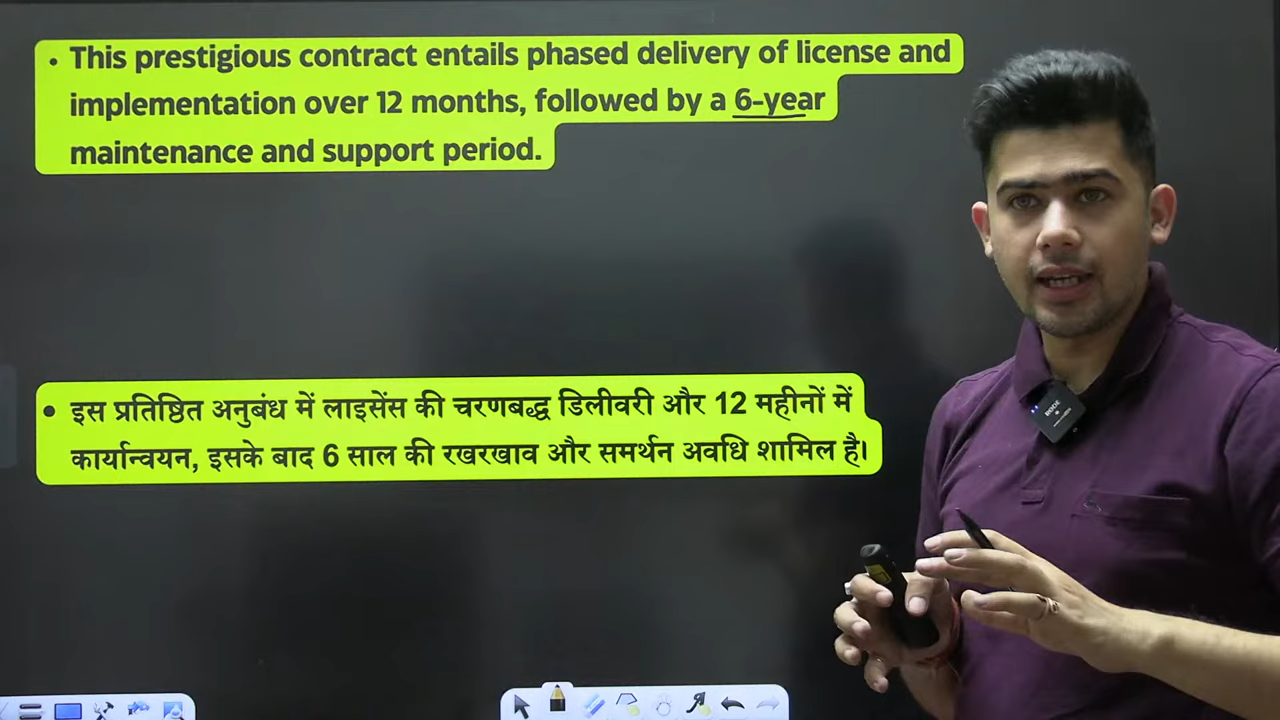 • This prestigious contract entails phased delivery of license and
implementation over 12 months, followed by a 6-year
maintenance and support period.
• इस प्रतिष्ठित अनुबंध में लाइसेंस की चरणबद्ध डिलीवरी और 12 महीनों में
कार्यान्वयन, इसके बाद 6 साल की रखरखाव और समर्थन अवधि शामिल है।
RODE